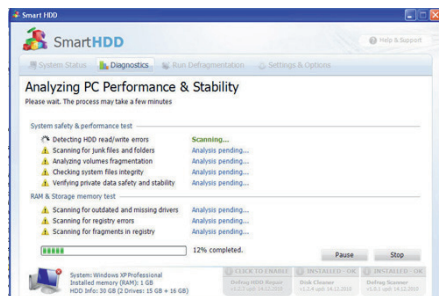 Smart HDD
SmartHDD
Help & Support
System Status Diagnostics Run Defragmentation Settings & Options
Analyzing PC Performance & Stability
Please wait. The process may take a few minutes
System safety & performance test
Detecting HDD read/write errors Scanning...
Scanning for junk files and folders Analysis pending...
Analyzing volumes fragmentation Analysis pending...
Checking system files integrity Analysis pending...
Verifying private data safety and stability Analysis pending...
RAM & Storage memory test
Scanning for outdated and missing drivers Analysis pending...
Scanning for registry errors Analysis pending...
Scanning for fragments in registry Analysis pending...
12% completed.
Pause Stop
System: Windows XP Professional
Installed memory (RAM): 1 GB
HDD Info: 30 GB (2 Drives: 15 GB + 16 GB)
CLICK TO ENABLE INSTALLED - OK INSTALLED - OK
Defrag HDD Repair Disk Cleaner Defrag Scanner